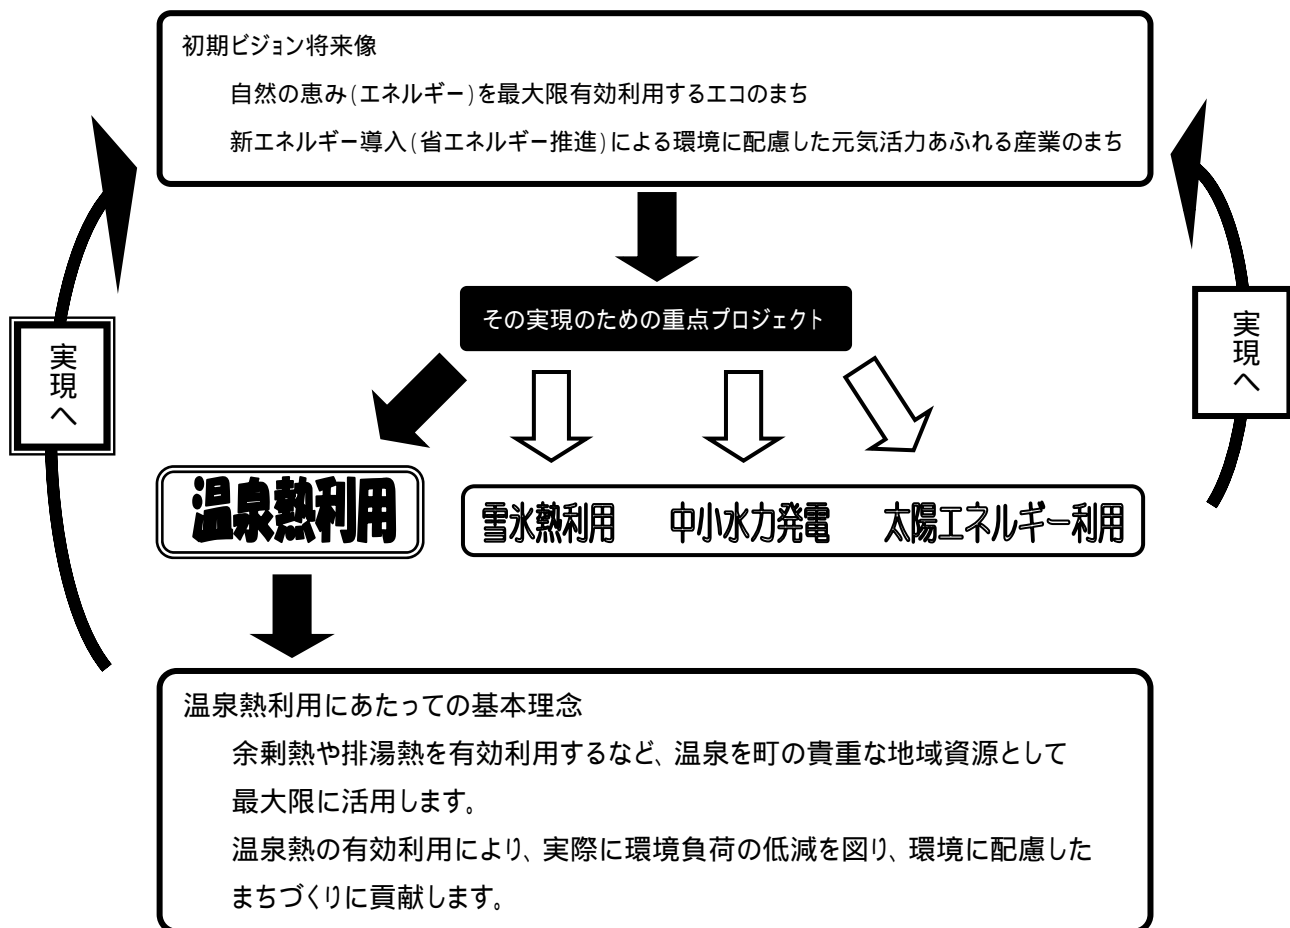 初期ビジョン将来像
自然の恵み(エネルギー)を最大限有効利用するエコのまち
新エネルギー導入(省エネルギー推進)による環境に配慮した元気活力あふれる産業のまち
その実現のための重点プロジェクト
実現へ
実現へ
温泉熱利用
雪氷熱利用 中小水力発電 太陽エネルギー利用
温泉熱利用にあたっての基本理念
余剰熱や排湯熱を有効利用するなど、温泉を町の貴重な地域資源として
最大限に活用します。
温泉熱の有効利用により、実際に環境負荷の低減を図り、環境に配慮した
まちづくりに貢献します。